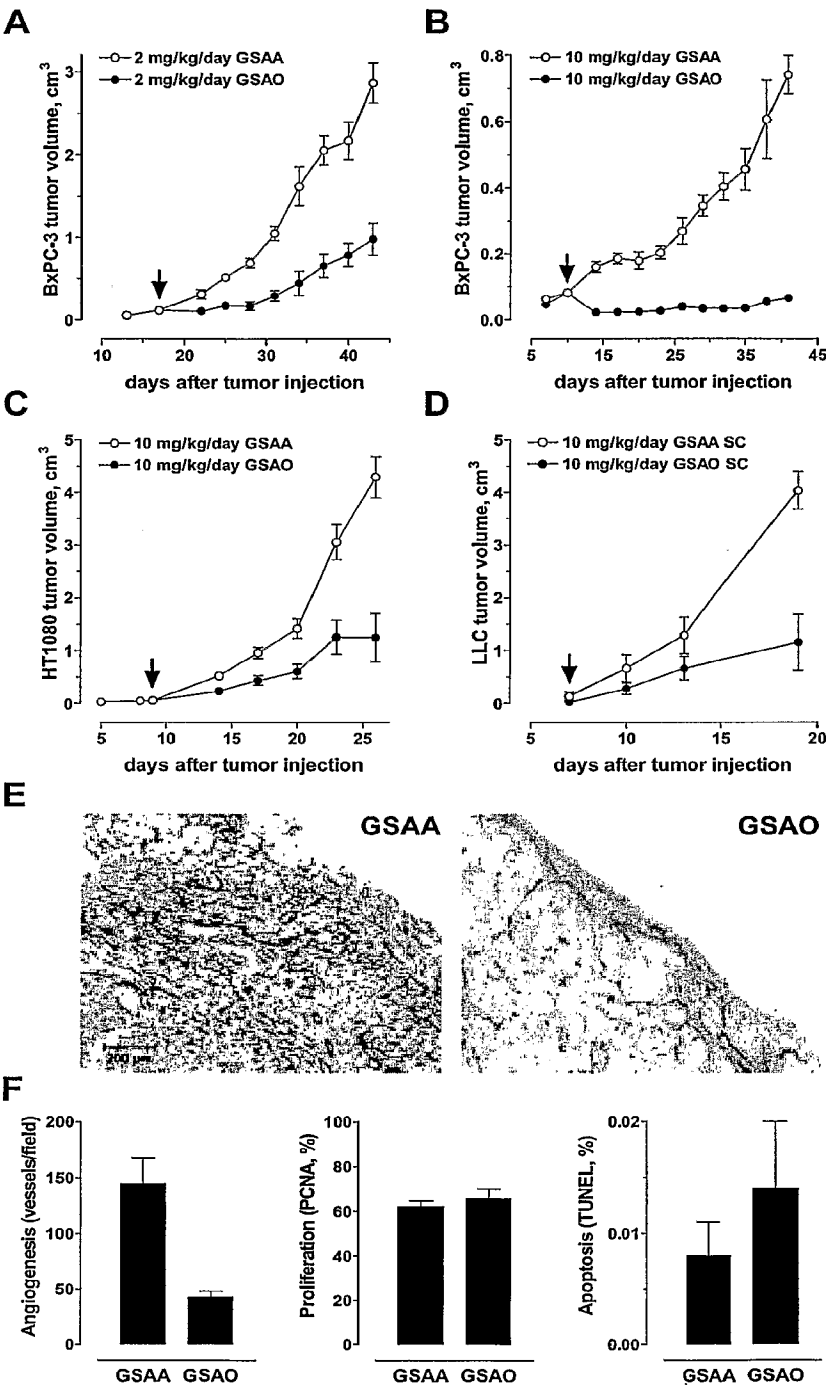 A
2 mg/kg/day GSAA
2 mg/kg/day GSAO
BxPC-3 tumor volume, cm3
3
2
1
0
10 20 30 40
days after tumor injection
B
10 mg/kg/day GSAA
10 mg/kg/day GSAO
BxPC-3 tumor volume, cm3
0.8
0.6
0.4
0.2
0.0
5 15 25 35 45
days after tumor injection
C
10 mg/kg/day GSAA
10 mg/kg/day GSAO
HT1080 tumor volume, cm3
5
4
3
2
1
0
5 10 15 20 25
days after tumor injection
D
10 mg/kg/day GSAA SC
10 mg/kg/day GSAO SC
LLC tumor volume, cm3
5
4
3
2
1
0
5 10 15 20
days after tumor injection
E
GSAA
200 µm
GSAO
F
Angiogenesis (vessels/field)
200
150
100
50
0
GSAA GSAO
Proliferation (PCNA, %)
100
80
60
40
20
0
GSAA GSAO
Apoptosis (TUNEL, %)
0.02
0.01
0.00
GSAA GSAO